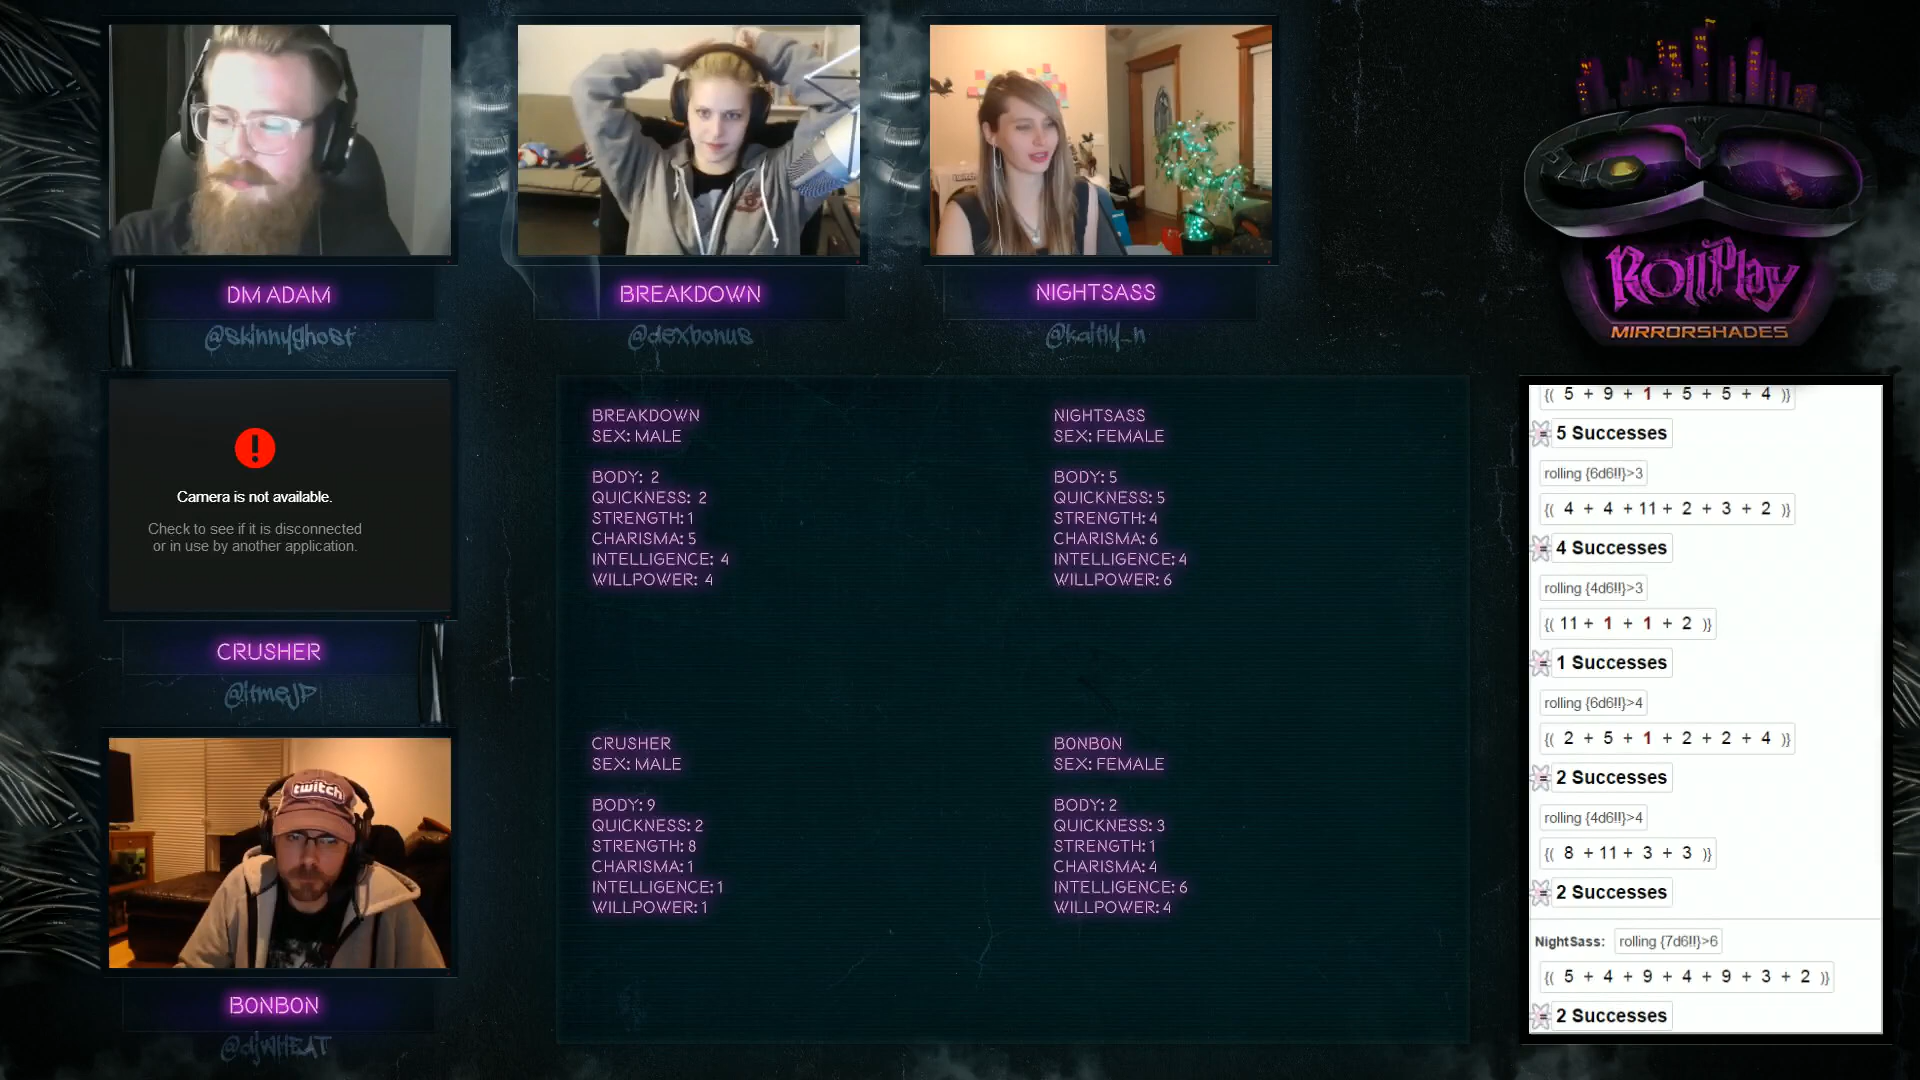 DM ADAM
@skinnyghost
BREAKDOWN
@dexbonus
NIGHTSASS
@kaitly_n
ROLLPLAY
MIRRORSHADES
Camera is not available.
Check to see if it is disconnected
or in use by another application.
CRUSHER
@itmeJP
twitch
BONBON
@djWHEAT
BREAKDOWN
SEX: MALE
BODY: 2
QUICKNESS: 2
STRENGTH: 1
CHARISMA: 5
INTELLIGENCE: 4
WILLPOWER: 4
NIGHTSASS
SEX: FEMALE
BODY: 5
QUICKNESS: 5
STRENGTH: 4
CHARISMA: 6
INTELLIGENCE: 4
WILLPOWER: 6
CRUSHER
SEX: MALE
BODY: 9
QUICKNESS: 2
STRENGTH: 8
CHARISMA: 1
INTELLIGENCE: 1
WILLPOWER: 1
BONBON
SEX: FEMALE
BODY: 2
QUICKNESS: 3
STRENGTH: 1
CHARISMA: 4
INTELLIGENCE: 6
WILLPOWER: 4
{( 5 + 9 + 1 + 5 + 5 + 4 )}
= 5 Successes
rolling {6d6!!}>3
{( 4 + 4 + 11 + 2 + 3 + 2 )}
= 4 Successes
rolling {4d6!!}>3
{( 11 + 1 + 1 + 2 )}
= 1 Successes
rolling {6d6!!}>4
{( 2 + 5 + 1 + 2 + 2 + 4 )}
= 2 Successes
rolling {4d6!!}>4
{( 8 + 11 + 3 + 3 )}
= 2 Successes
NightSass: rolling {7d6!!}>6
{( 5 + 4 + 9 + 4 + 9 + 3 + 2 )}
= 2 Successes